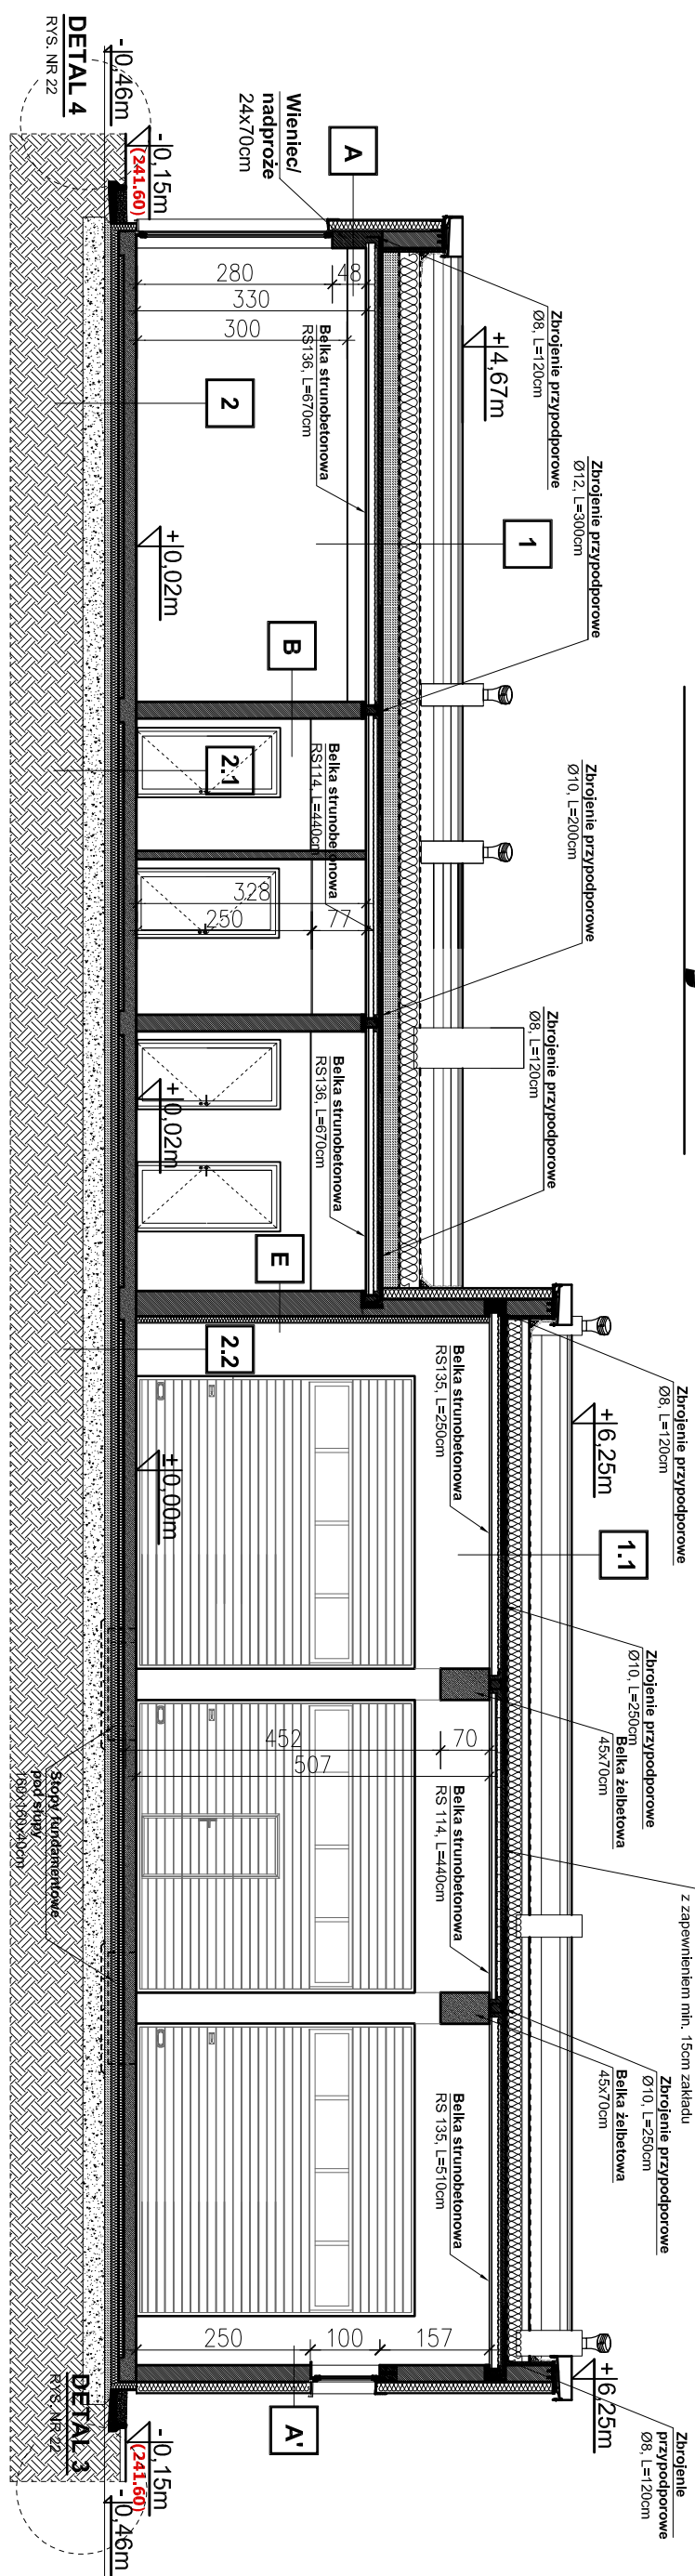 DETAL 4
RYS. NR 22
-0,46m
-0,15m
(241.60)
Wieniec/
nadproże
24x70cm
A
280
48
330
300
Belka strunobetonowa
RS136, L=670cm
2
+0,02m
+4,67m
Zbrojenie przypodporowe
Ø8, L=120cm
1
Zbrojenie przypodporowe
Ø12, L=300cm
B
2.1
Belka strunobetonowa
RS114, L=440cm
328
250
77
Zbrojenie przypodporowe
Ø10, L=200cm
Zbrojenie przypodporowe
Ø8, L=120cm
Belka strunobetonowa
RS136, L=670cm
+0,02m
E
2.2
Belka strunobetonowa
RS135, L=250cm
±0,00m
+6,25m
Zbrojenie przypodporowe
Ø8, L=120cm
1.1
Zbrojenie przypodporowe
Ø10, L=250cm
Belka żelbetowa
45x70cm
452
70
507
Belka strunobetonowa
RS 114, L=440cm
Stopy fundamentowe
pod słupy
160x160x40cm
z zapewnieniem min. 15cm zakładu
Zbrojenie przypodporowe
Ø10, L=250cm
Belka żelbetowa
45x70cm
Belka strunobetonowa
RS 135, L=510cm
250
100
157
A'
+6,25m
Zbrojenie
przypodporowe
Ø8, L=120cm
DETAL 3
RYS. NR 22
-0,15m
(241.60)
-0,46m